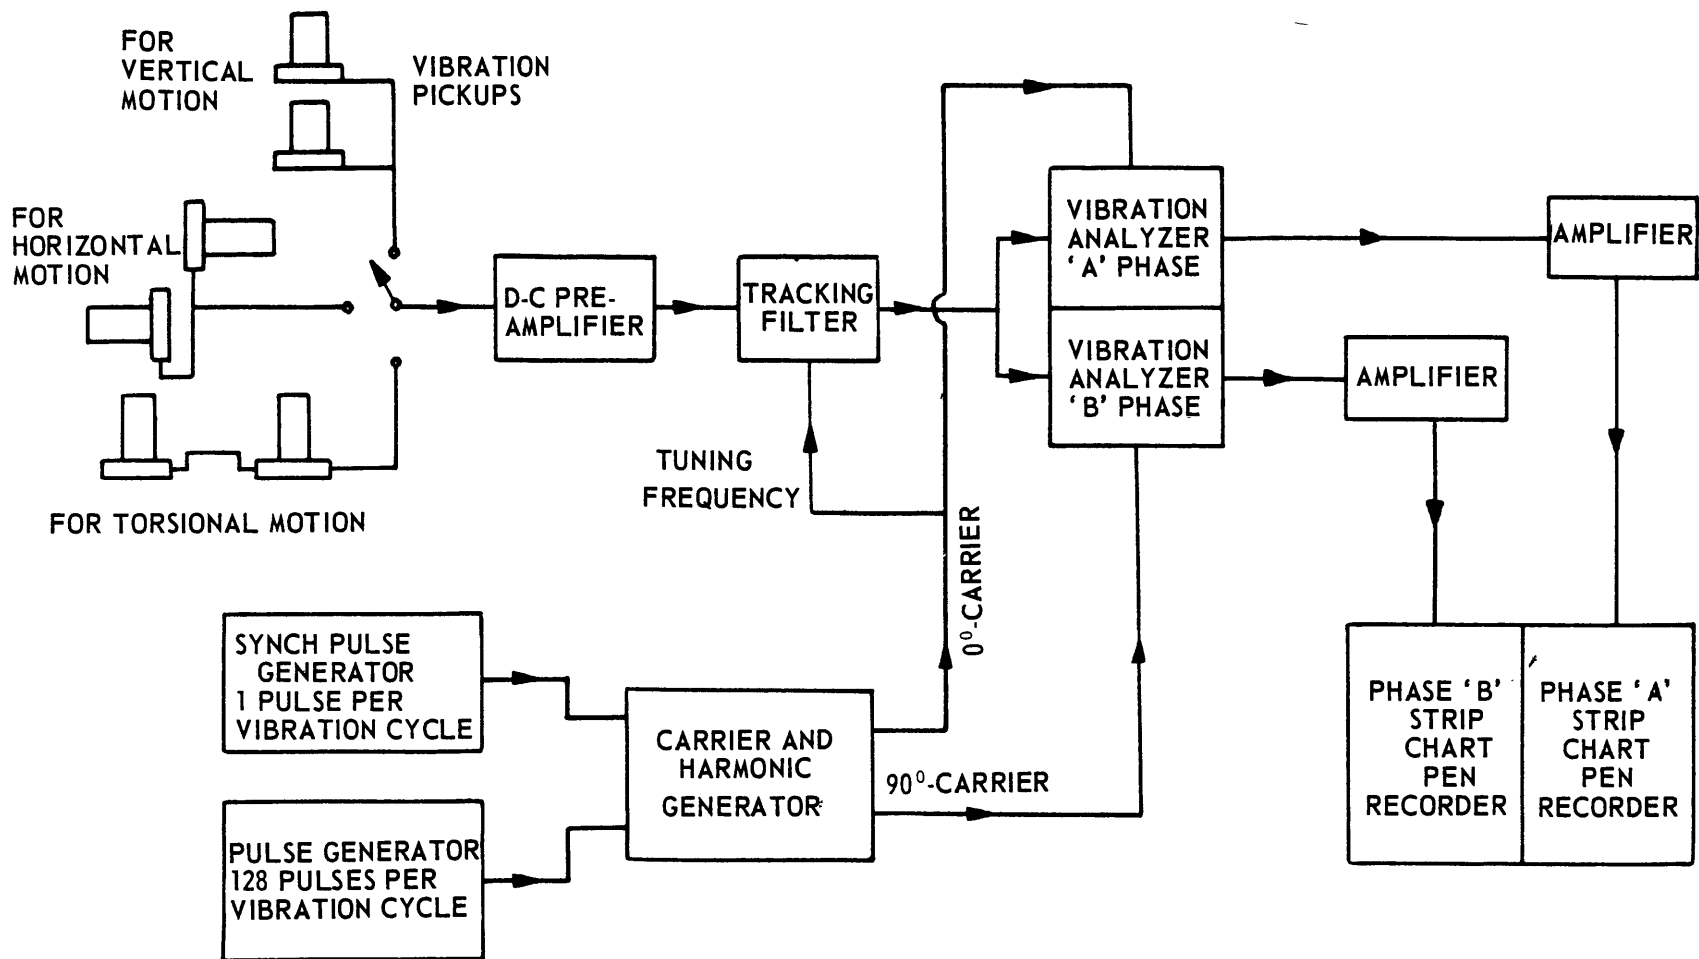 FOR
VERTICAL
MOTION
VIBRATION
PICKUPS
FOR
HORIZONTAL
MOTION
FOR TORSIONAL MOTION
D-C PRE-
AMPLIFIER
TRACKING
FILTER
TUNING
FREQUENCY
VIBRATION
ANALYZER
'A' PHASE
VIBRATION
ANALYZER
'B' PHASE
AMPLIFIER
AMPLIFIER
0⁰-CARRIER
SYNCH PULSE
GENERATOR
1 PULSE PER
VIBRATION CYCLE
PULSE GENERATOR
128 PULSES PER
VIBRATION CYCLE
CARRIER AND
HARMONIC
GENERATOR
90⁰-CARRIER
PHASE 'B'
STRIP
CHART
PEN
RECORDER
PHASE 'A'
STRIP
CHART
PEN
RECORDER